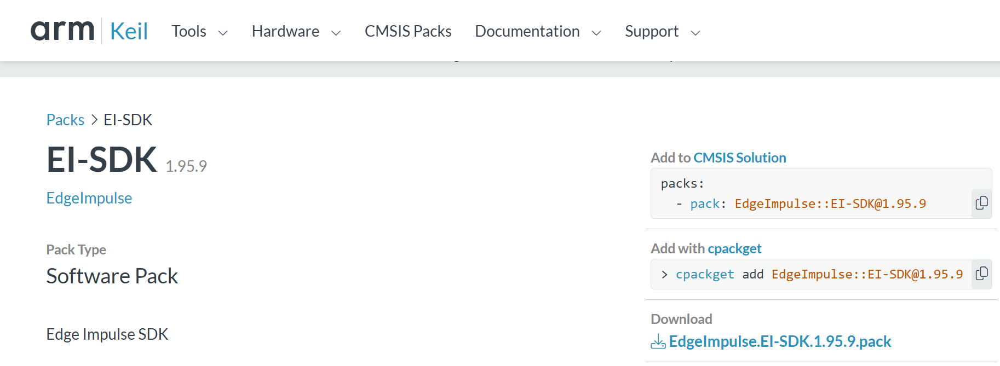 arm Keil Tools Hardware CMSIS Packs Documentation Support
Packs > EI-SDK
EI-SDK 1.95.9
EdgeImpulse
Pack Type
Software Pack
Edge Impulse SDK
Add to CMSIS Solution
packs:
- pack: EdgeImpulse::EI-SDK@1.95.9
Add with cpackget
> cpackget add EdgeImpulse::EI-SDK@1.95.9
Download
EdgeImpulse.EI-SDK.1.95.9.pack